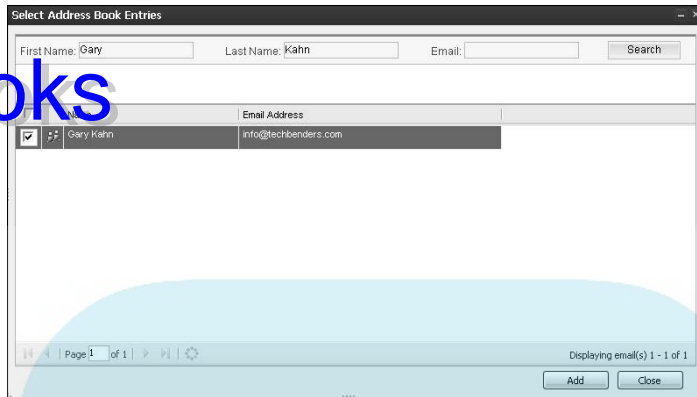 Select Address Book Entries
First Name: Gary Last Name: Kahn Email: Search
oks
Name Email Address
Gary Kahn info@techbenders.com
Page 1 of 1 Displaying email(s) 1 - 1 of 1
Add Close